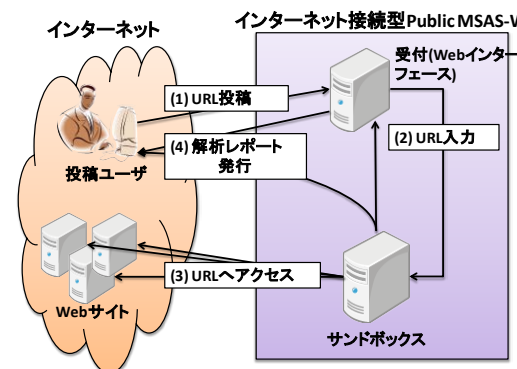 インターネット
インターネット接続型Public MSAS-W
受付(Webインター
フェース)
(1) URL投稿
(2) URL入力
(4) 解析レポート
発行
投稿ユーザ
(3) URLへアクセス
Webサイト
サンドボックス